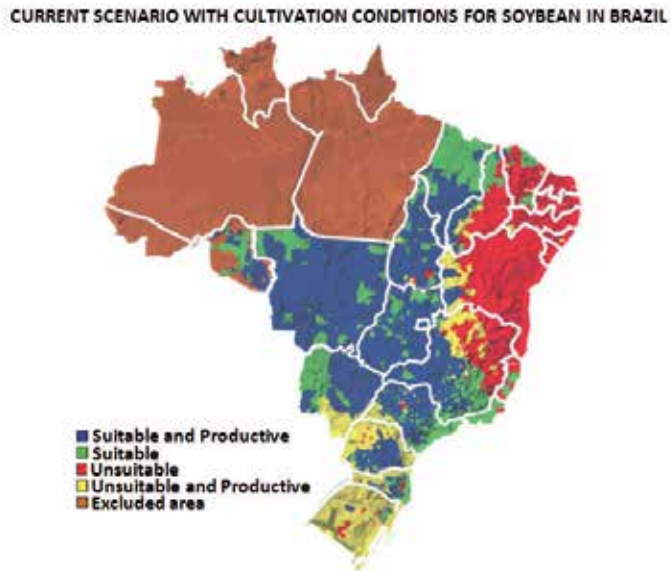 CURRENT SCENARIO WITH CULTIVATION CONDITIONS FOR SOYBEAN IN BRAZIL
Suitable and Productive
Suitable
Unsuitable
Unsuitable and Productive
Excluded area